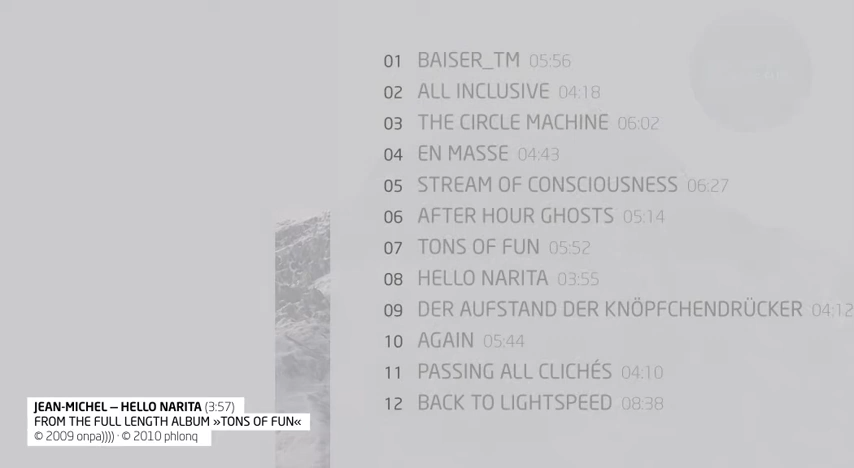 01 BAISER_TM 05:56
02 ALL INCLUSIVE 04:18
03 THE CIRCLE MACHINE 06:02
04 EN MASSE 04:43
05 STREAM OF CONSCIOUSNESS 06:27
06 AFTER HOUR GHOSTS 05:14
07 TONS OF FUN 05:52
08 HELLO NARITA 03:55
09 DER AUFSTAND DER KNÖPFCHENDRÜCKER 04:12
10 AGAIN 05:44
11 PASSING ALL CLICHÉS 04:10
12 BACK TO LIGHTSPEED 08:38
JEAN-MICHEL – HELLO NARITA (3:57)
FROM THE FULL LENGTH ALBUM »TONS OF FUN«
© 2009 onpa)))) · © 2010 phlonq